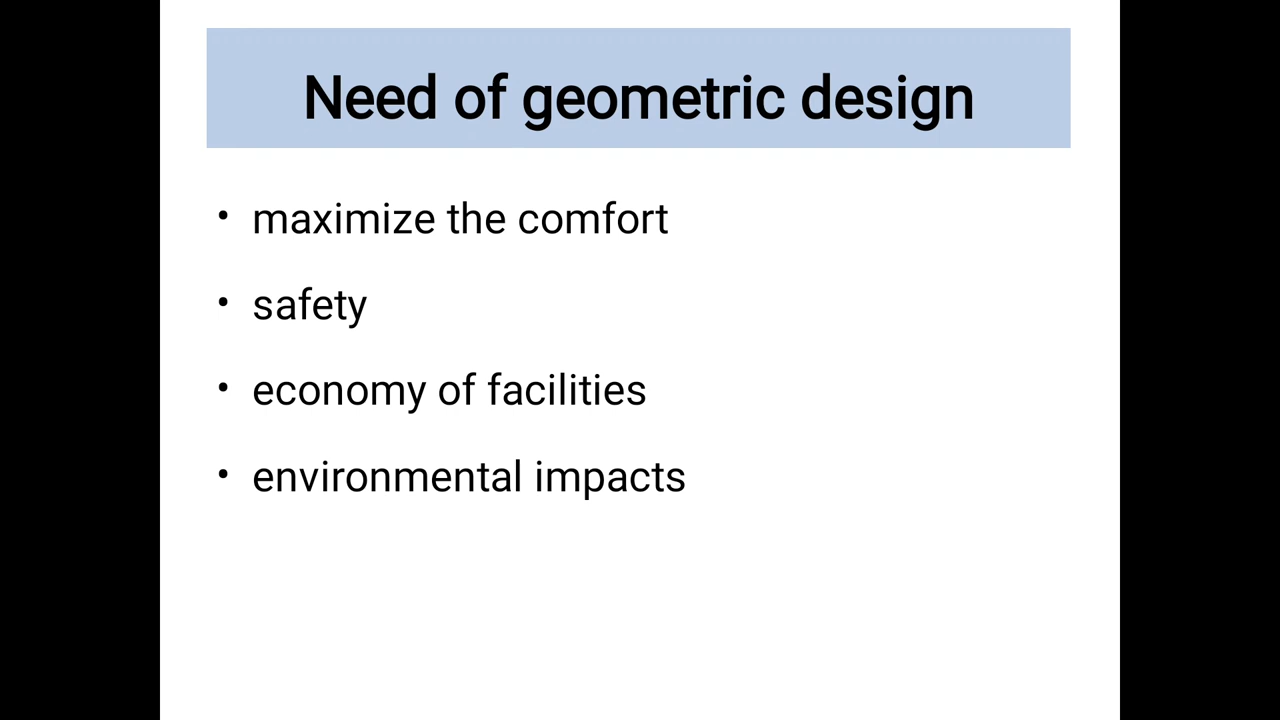 Need of geometric design
• maximize the comfort
• safety
• economy of facilities
• environmental impacts